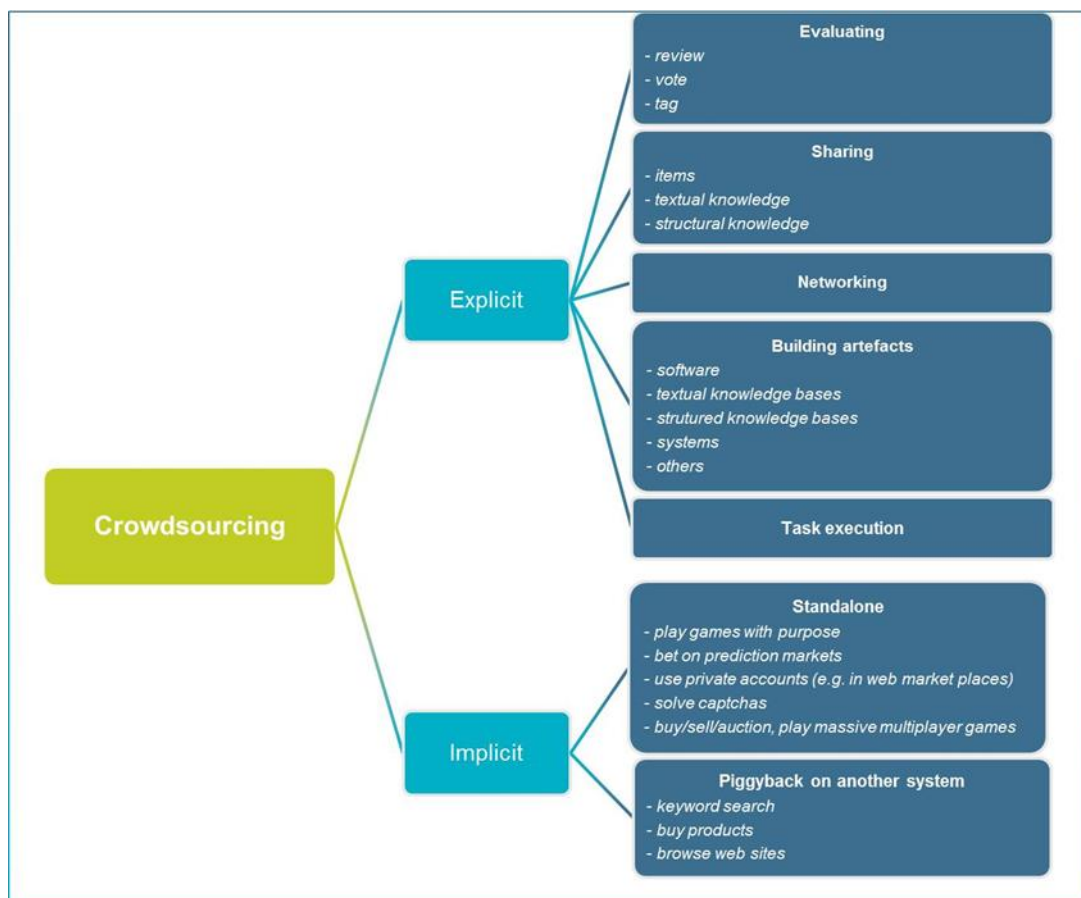 Crowdsourcing
Explicit
Evaluating
- review
- vote
- tag
Sharing
- items
- textual knowledge
- structural knowledge
Networking
Building artefacts
- software
- textual knowledge bases
- strutured knowledge bases
- systems
- others
Task execution
Implicit
Standalone
- play games with purpose
- bet on prediction markets
- use private accounts (e.g. in web market places)
- solve captchas
- buy/sell/auction, play massive multiplayer games
Piggyback on another system
- keyword search
- buy products
- browse web sites